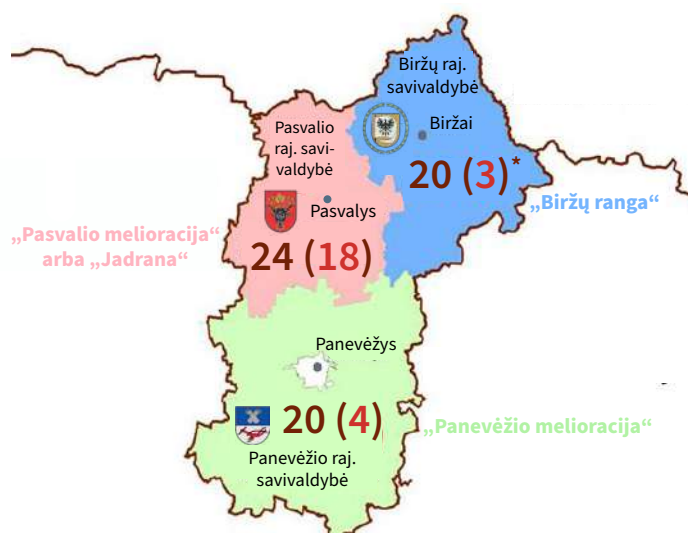 Biržų raj.
savivaldybė
Biržai
20 (3)*
„Biržų ranga“
Pasvalio
raj. savi-
valdybė
Pasvalys
24 (18)
„Pasvalio melioracija“
arba „Jadrana“
Panevėžys
20 (4)
Panevėžio raj.
savivaldybė
„Panevėžio melioracija“